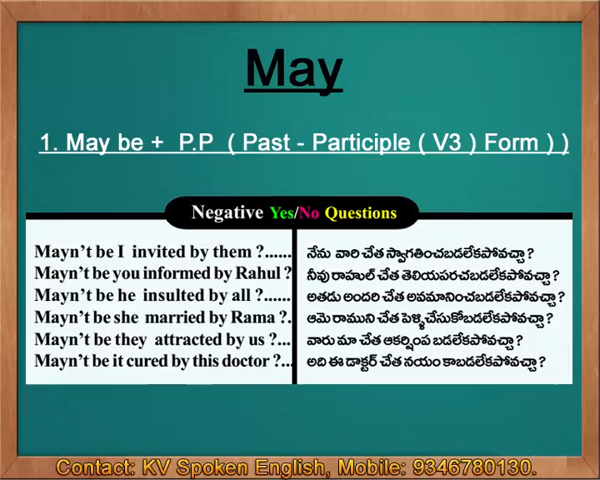 May
1. May be + P.P ( Past - Participle ( V3 ) Form ) )
Negative Yes/No Questions
Mayn't be I invited by them ?...... నేను వారి చేత స్వాగతించబడలేకపోవచ్చా?
Mayn't be you informed by Rahul ? నీవు రాహుల్ చేత తెలియపరచబడలేకపోవచ్చా?
Mayn't be he insulted by all ?...... అతడు అందరి చేత అవమానించబడలేకపోవచ్చా?
Mayn't be she married by Rama ?. ఆమె రాముని చేత పెళ్ళిచేసుకోబడలేకపోవచ్చా?
Mayn't be they attracted by us ?... వారు మా చేత ఆకర్షింప బడలేకపోవచ్చా?
Mayn't be it cured by this doctor ?. అది ఈ డాక్టర్ చేత నయం కాబడలేకపోవచ్చా?
Contact: KV Spoken English, Mobile: 9346780130.